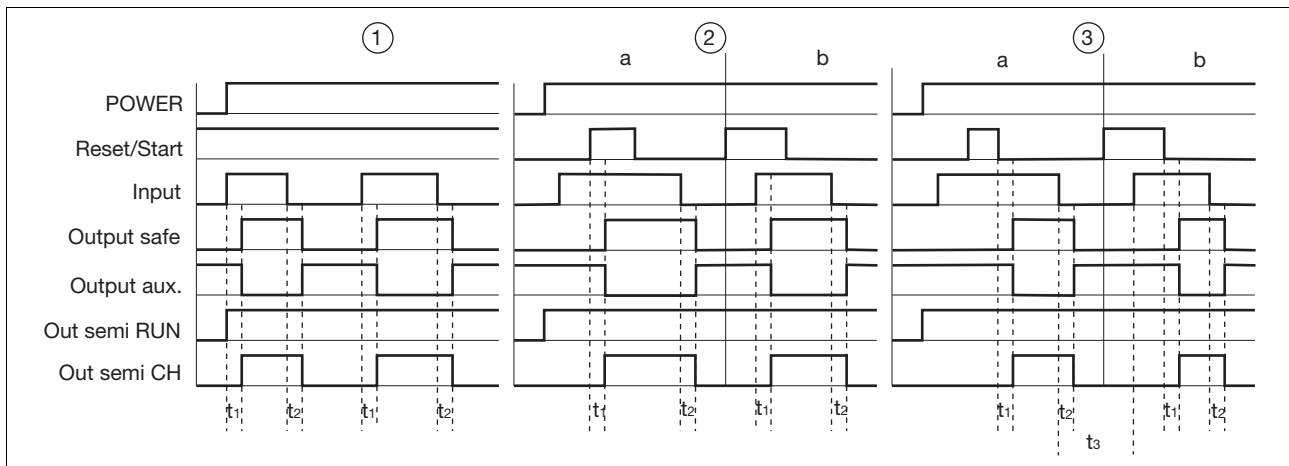 1 2 3
a b a b
POWER
Reset/Start
Input
Output safe
Output aux.
Out semi RUN
Out semi CH
t1 t2 t1 t2 t1 t2 t1 t2 t1 t2 t1 t2
t3